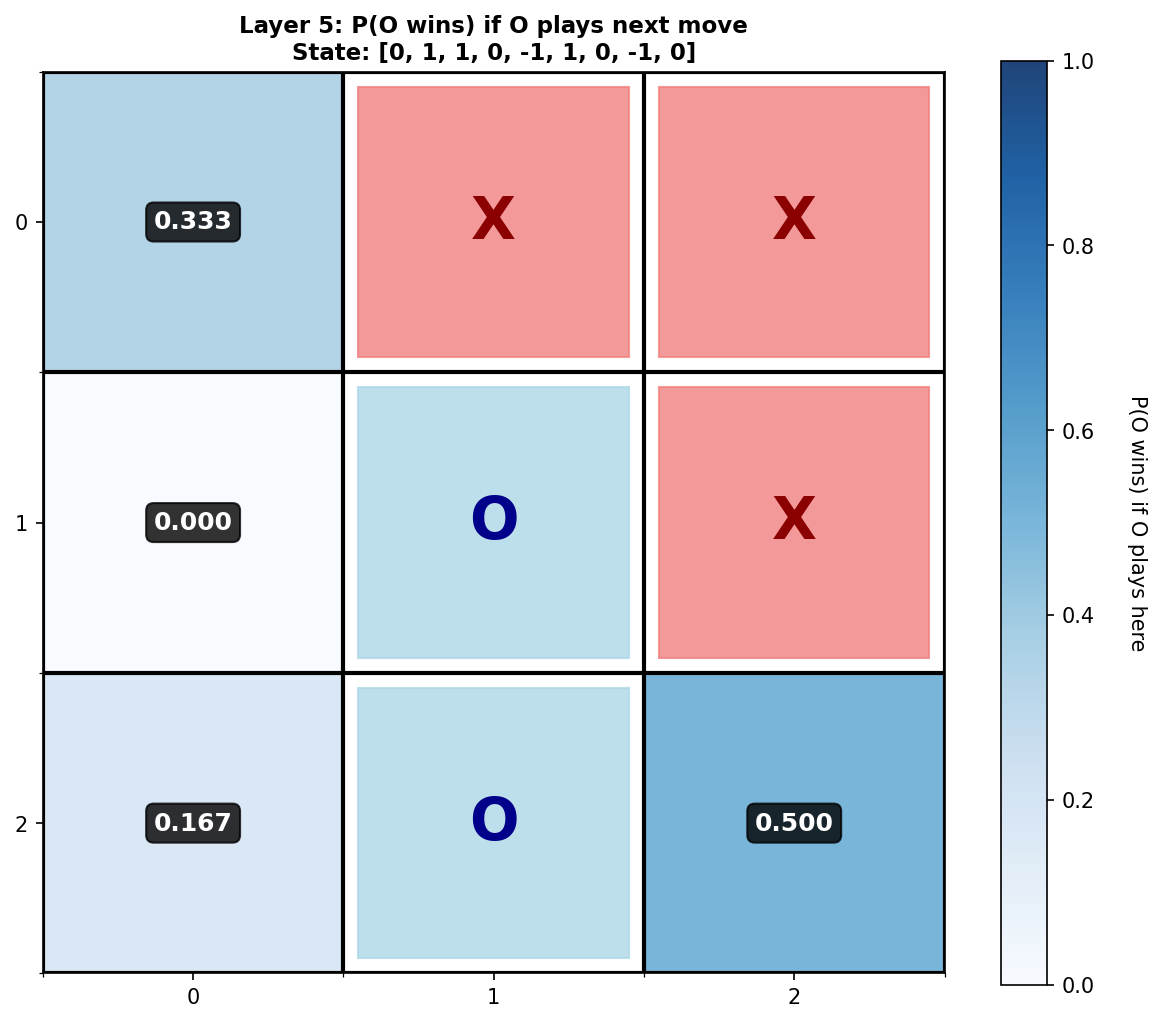 Layer 5: P(O wins) if O plays next move
State: [0, 1, 1, 0, -1, 1, 0, -1, 0]
1.0
0.8
0.6
0.4
0.2
0.0
P(O wins) if O plays here
0
0.333
X
X
1
0.000
O
X
2
0.167
O
0.500
0
1
2